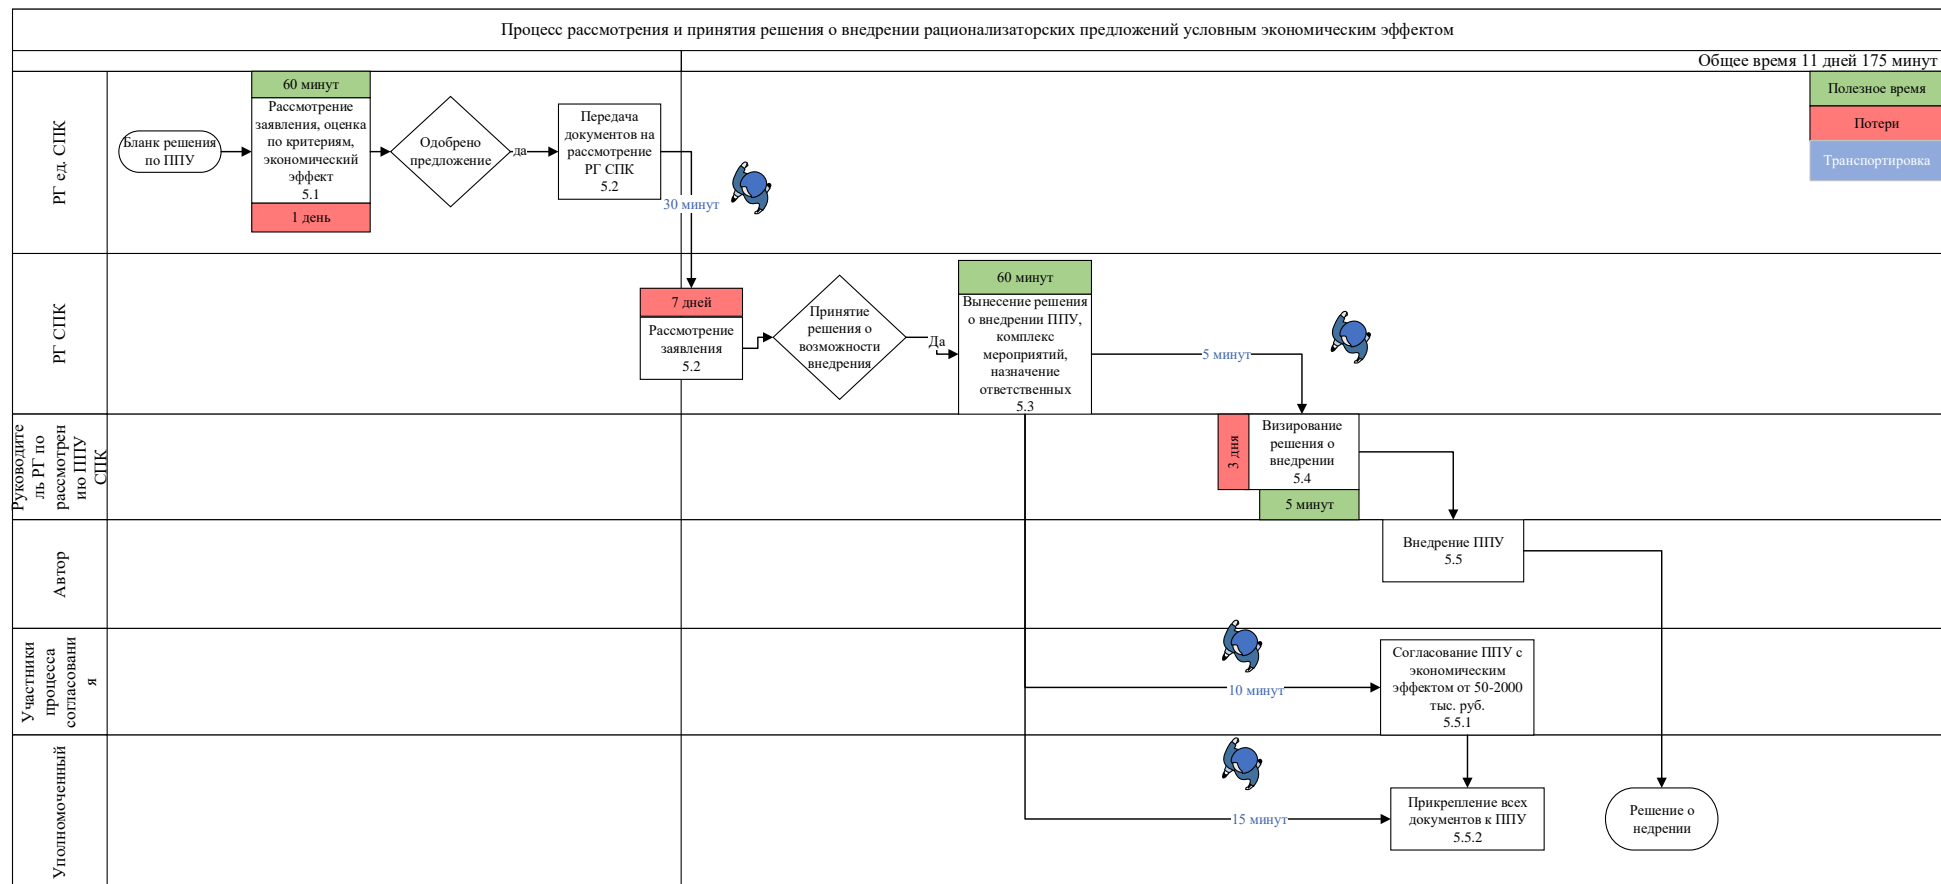 Процесс рассмотрения и принятия решения о внедрении рационализаторских предложений условным экономическим эффектом
Общее время 11 дней 175 минут
Полезное время
Потери
Транспортировка
РГ ед. СПК
Бланк решения
по ППУ
60 минут
Рассмотрение
заявления, оценка
по критериям,
экономический
эффект
5.1
1 день
Одобрено
предложение
да
Передача
документов на
рассмотрение
РГ СПК
5.2
30 минут
РГ СПК
7 дней
Рассмотрение
заявления
5.2
Принятие
решения о
возможности
внедрения
Да
60 минут
Вынесение решения
о внедрении ППУ,
комплекс
мероприятий,
назначение
ответственных
5.3
5 минут
Руководите
ль РГ по
рассмотрен
ию ППУ
СПК
3 дня
Визирование
решения о
внедрении
5.4
5 минут
Автор
Внедрение ППУ
5.5
Участники
процесса
согласовани
я
10 минут
Согласование ППУ с
экономическим
эффектом от 50-2000
тыс. руб.
5.5.1
Уполномоченный
15 минут
Прикрепление всех
документов к ППУ
5.5.2
Решение о
недрении